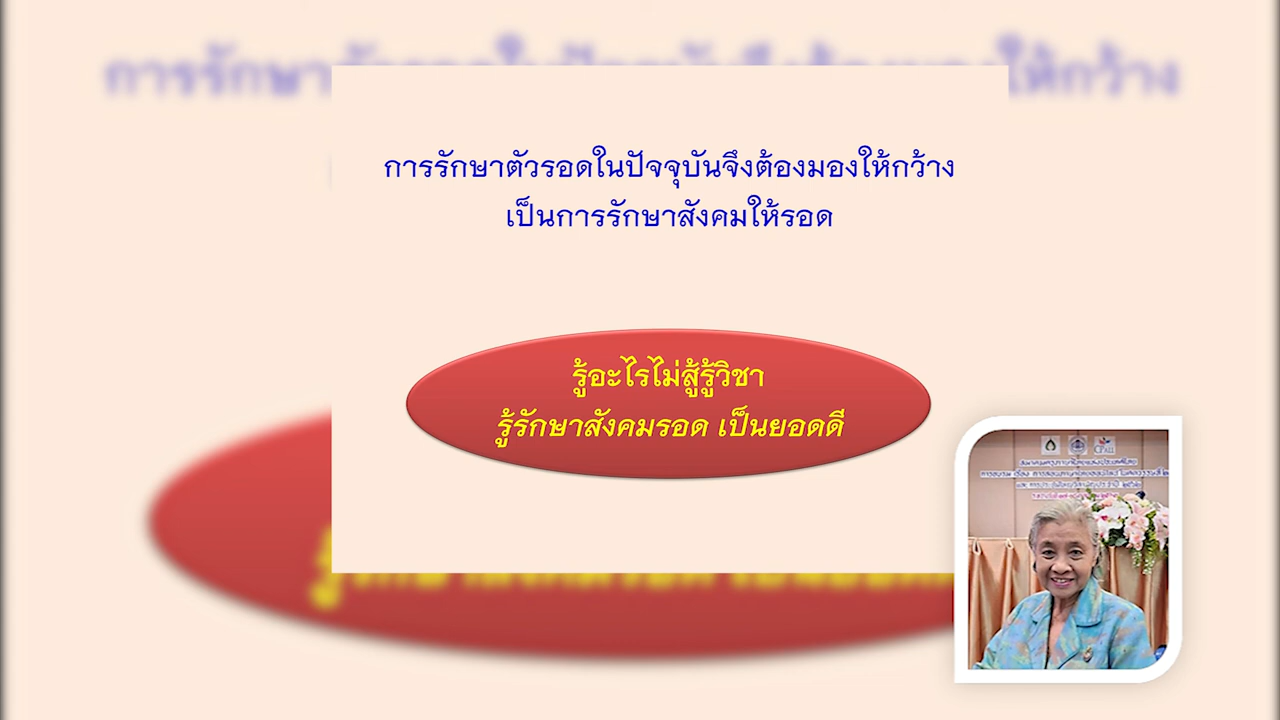 การรักษาตัวรอดในปัจจุบันจึงต้องมองให้กว้าง
เป็นการรักษาสังคมให้รอด
รู้อะไรไม่สู้รู้วิชา
รู้รักษาสังคมรอด เป็นยอดดี
CPALL